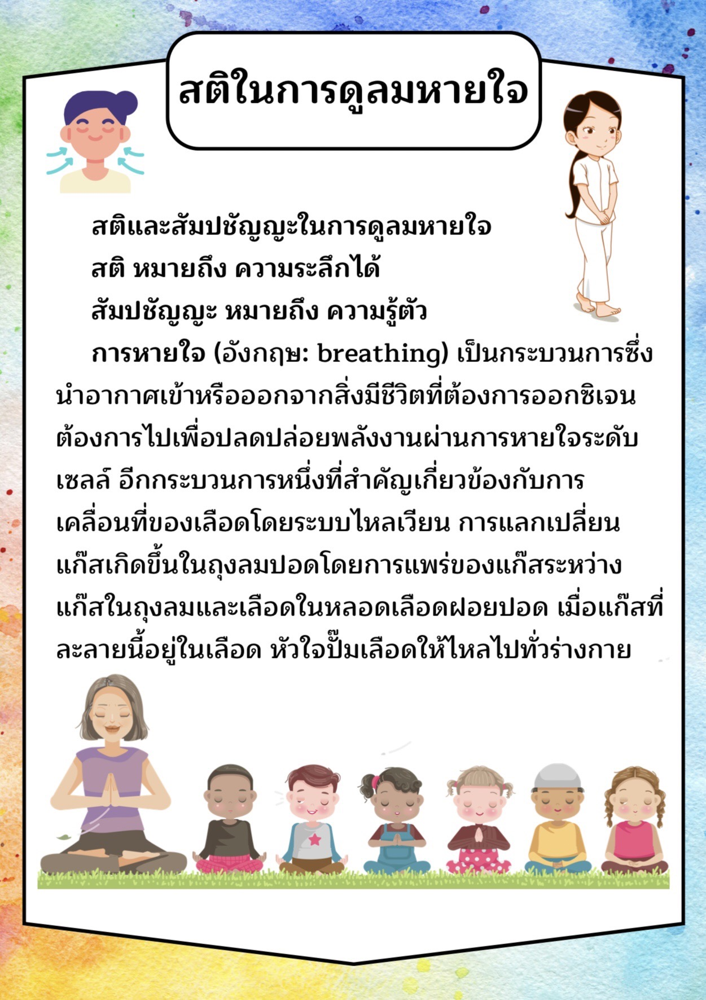 สติในการดูลมหายใจ
สติและสัมปชัญญะในการดูลมหายใจ
สติ หมายถึง ความระลึกได้
สัมปชัญญะ หมายถึง ความรู้ตัว
การหายใจ (อังกฤษ: breathing) เป็นกระบวนการซึ่ง
นำอากาศเข้าหรือออกจากสิ่งมีชีวิตที่ต้องการออกซิเจน
ต้องการไปเพื่อปลดปล่อยพลังงานผ่านการหายใจระดับ
เซลล์ อีกกระบวนการหนึ่งที่สำคัญเกี่ยวข้องกับการ
เคลื่อนที่ของเลือดโดยระบบไหลเวียน การแลกเปลี่ยน
แก๊สเกิดขึ้นในถุงลมปอดโดยการแพร่ของแก๊สระหว่าง
แก๊สในถุงลมและเลือดในหลอดเลือดฝอยปอด เมื่อแก๊สที่
ละลายนี้อยู่ในเลือด หัวใจปั๊มเลือดให้ไหลไปทั่วร่างกาย